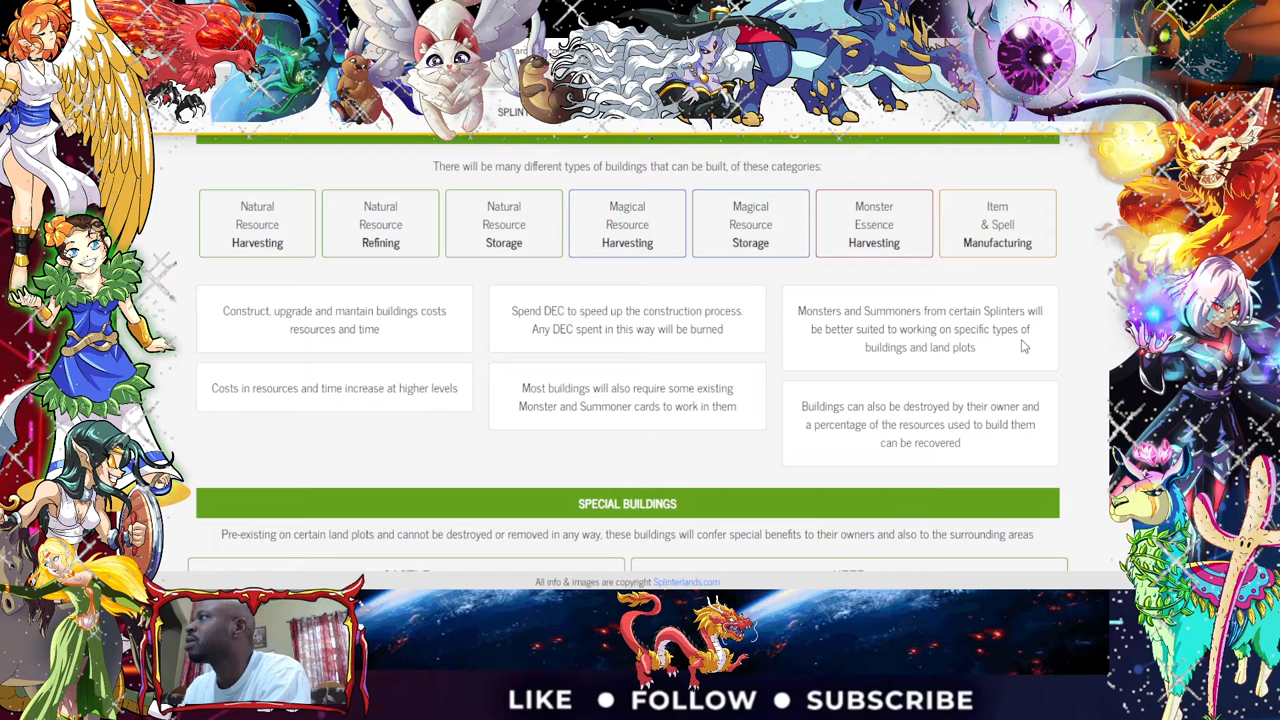 SPLINT
There will be many different types of buildings that can be built, of these categories:
Natural
Resource
Harvesting
Natural
Resource
Refining
Natural
Resource
Storage
Magical
Resource
Harvesting
Magical
Resource
Storage
Monster
Essence
Harvesting
Item
& Spell
Manufacturing
Construct, upgrade and mantain buildings costs
resources and time
Costs in resources and time increase at higher levels
Spend DEC to speed up the construction process.
Any DEC spent in this way will be burned
Most buildings will also require some existing
Monster and Summoner cards to work in them
Monsters and Summoners from certain Splinters will
be better suited to working on specific types of
buildings and land plots
Buildings can also be destroyed by their owner and
a percentage of the resources used to build them
can be recovered
SPECIAL BUILDINGS
Pre-existing on certain land plots and cannot be destroyed or removed in any way, these buildings will confer special benefits to their owners and also to the surrounding areas
All info & images are copyright Splinterlands.com
LIKE ● FOLLOW ● SUBSCRIBE